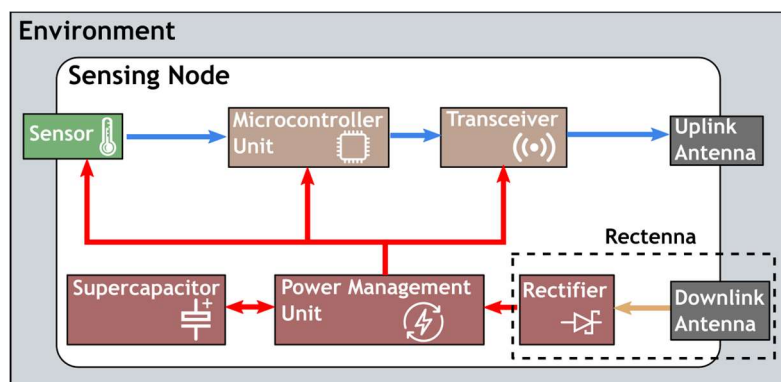 Environment
Sensing Node
Sensor
Microcontroller
Unit
Transceiver
Uplink
Antenna
Rectenna
Supercapacitor
Power Management
Unit
Rectifier
Downlink
Antenna